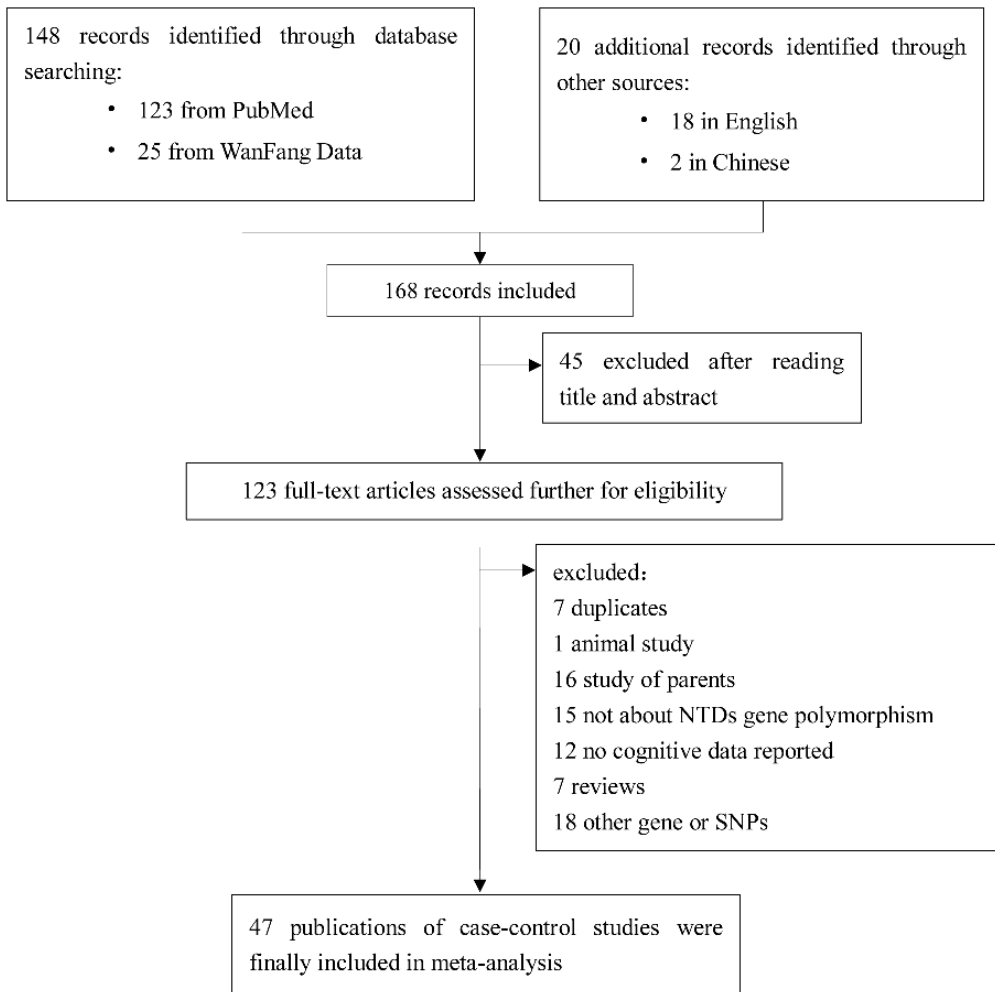 148 records identified through database
searching:
• 123 from PubMed
• 25 from WanFang Data
20 additional records identified through
other sources:
• 18 in English
• 2 in Chinese
168 records included
45 excluded after reading
title and abstract
123 full-text articles assessed further for eligibility
excluded：
7 duplicates
1 animal study
16 study of parents
15 not about NTDs gene polymorphism
12 no cognitive data reported
7 reviews
18 other gene or SNPs
47 publications of case-control studies were
finally included in meta-analysis